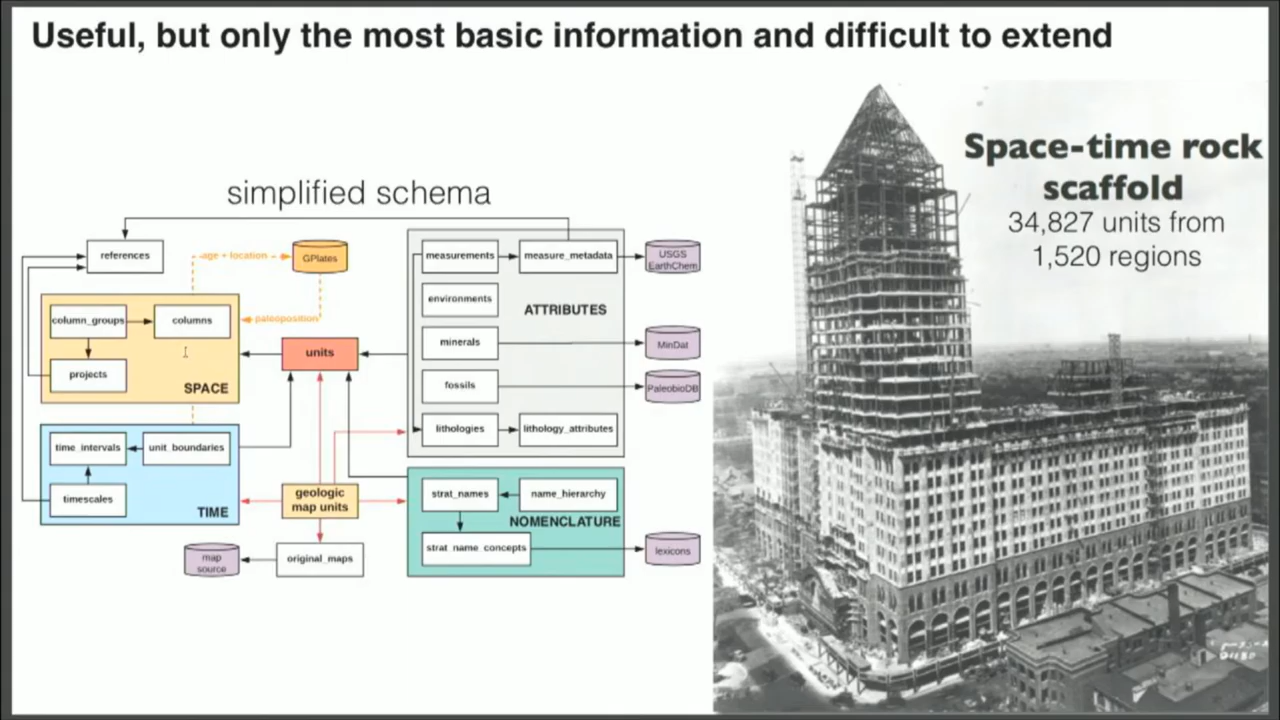 Useful, but only the most basic information and difficult to extend
simplified schema
references
age + location
GPlates
column_groups
columns
paleoposition
projects
SPACE
units
time_intervals
unit_boundaries
timescales
TIME
geologic
map units
map
source
original_maps
measurements
measure_metadata
USGS
EarthChem
environments
ATTRIBUTES
minerals
MinDat
fossils
PaleobioDB
lithologies
lithology_attributes
strat_names
name_hierarchy
NOMENCLATURE
strat_name_concepts
lexicons
Space-time rock
scaffold
34,827 units from
1,520 regions